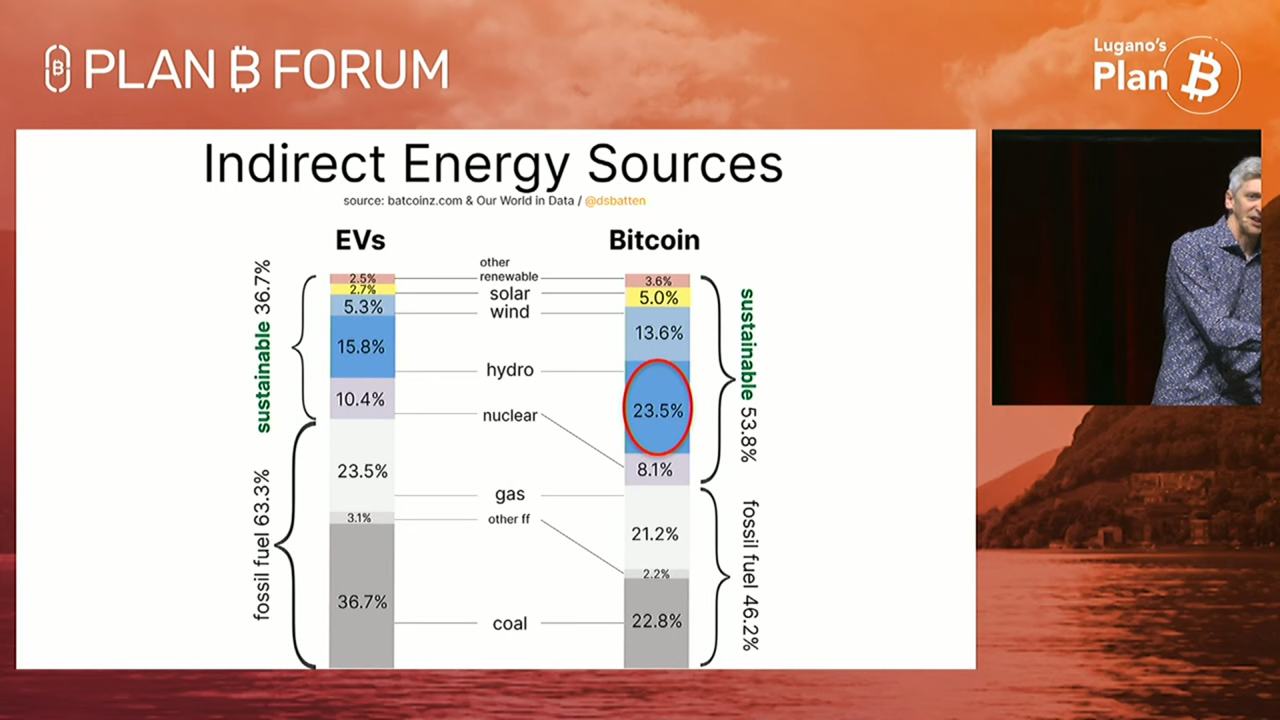 PLAN ₿ FORUM
Lugano's
Plan ₿
Indirect Energy Sources
source: batcoinz.com & Our World in Data / @dsbatten
EVs
Bitcoin
sustainable 36.7%
fossil fuel 63.3%
2.5%
2.7%
5.3%
15.8%
10.4%
23.5%
3.1%
36.7%
other
renewable
solar
wind
hydro
nuclear
gas
other ff
coal
3.6%
5.0%
13.6%
23.5%
8.1%
21.2%
2.2%
22.8%
sustainable 53.8%
fossil fuel 46.2%